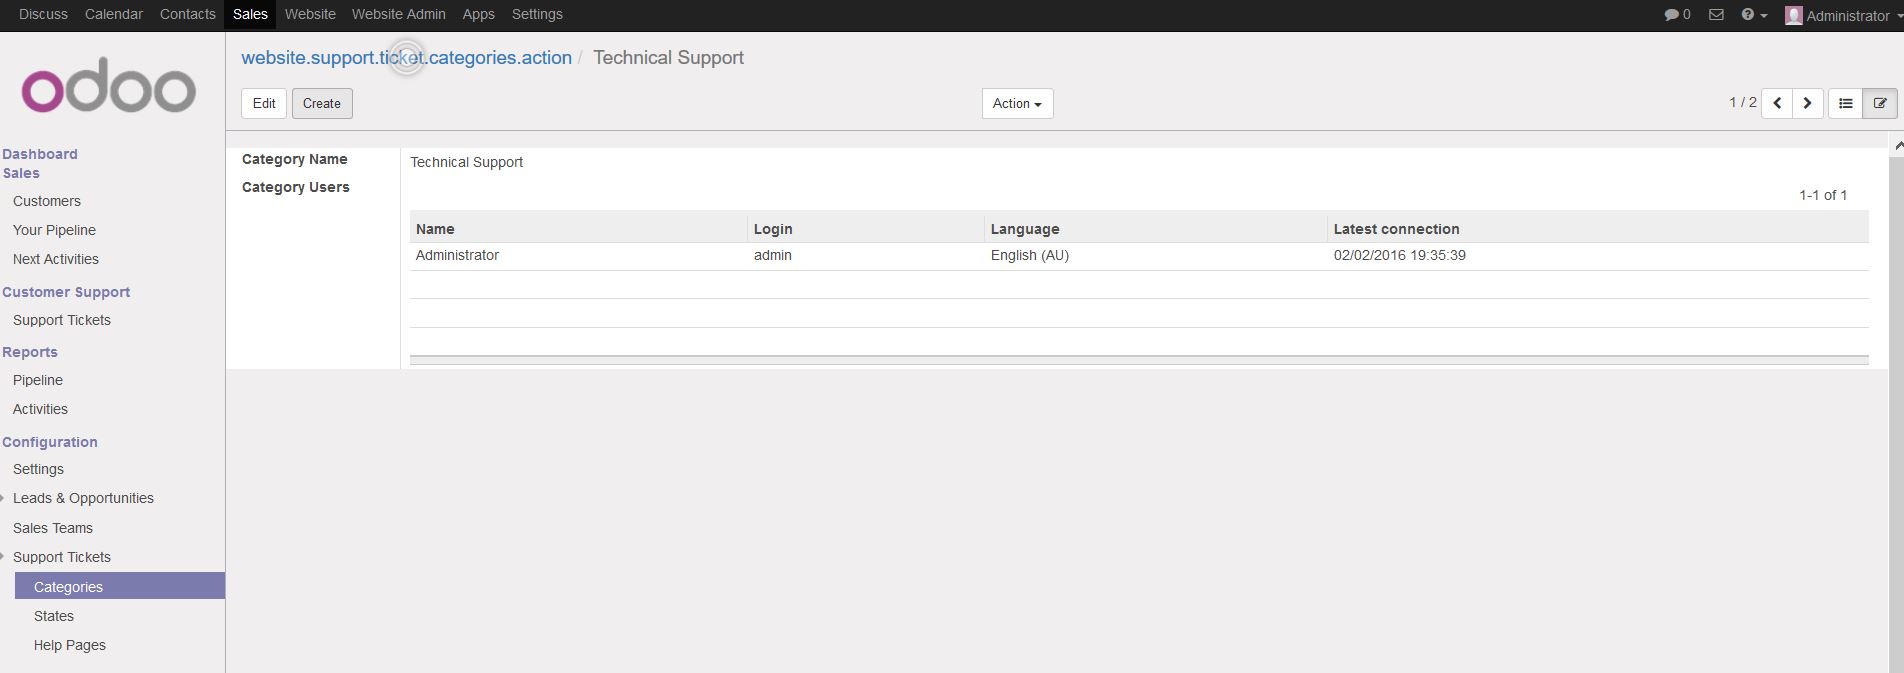 Discuss Calendar Contacts Sales Website Website Admin Apps Settings 0 Administrator
odoo
Dashboard
Sales
Customers
Your Pipeline
Next Activities
Customer Support
Support Tickets
Reports
Pipeline
Activities
Configuration
Settings
Leads & Opportunities
Sales Teams
Support Tickets
Categories
States
Help Pages
website.support.ticket.categories.action / Technical Support
Edit Create Action 1 / 2
Category Name Technical Support
Category Users
1-1 of 1
Name Login Language Latest connection
Administrator admin English (AU) 02/02/2016 19:35:39